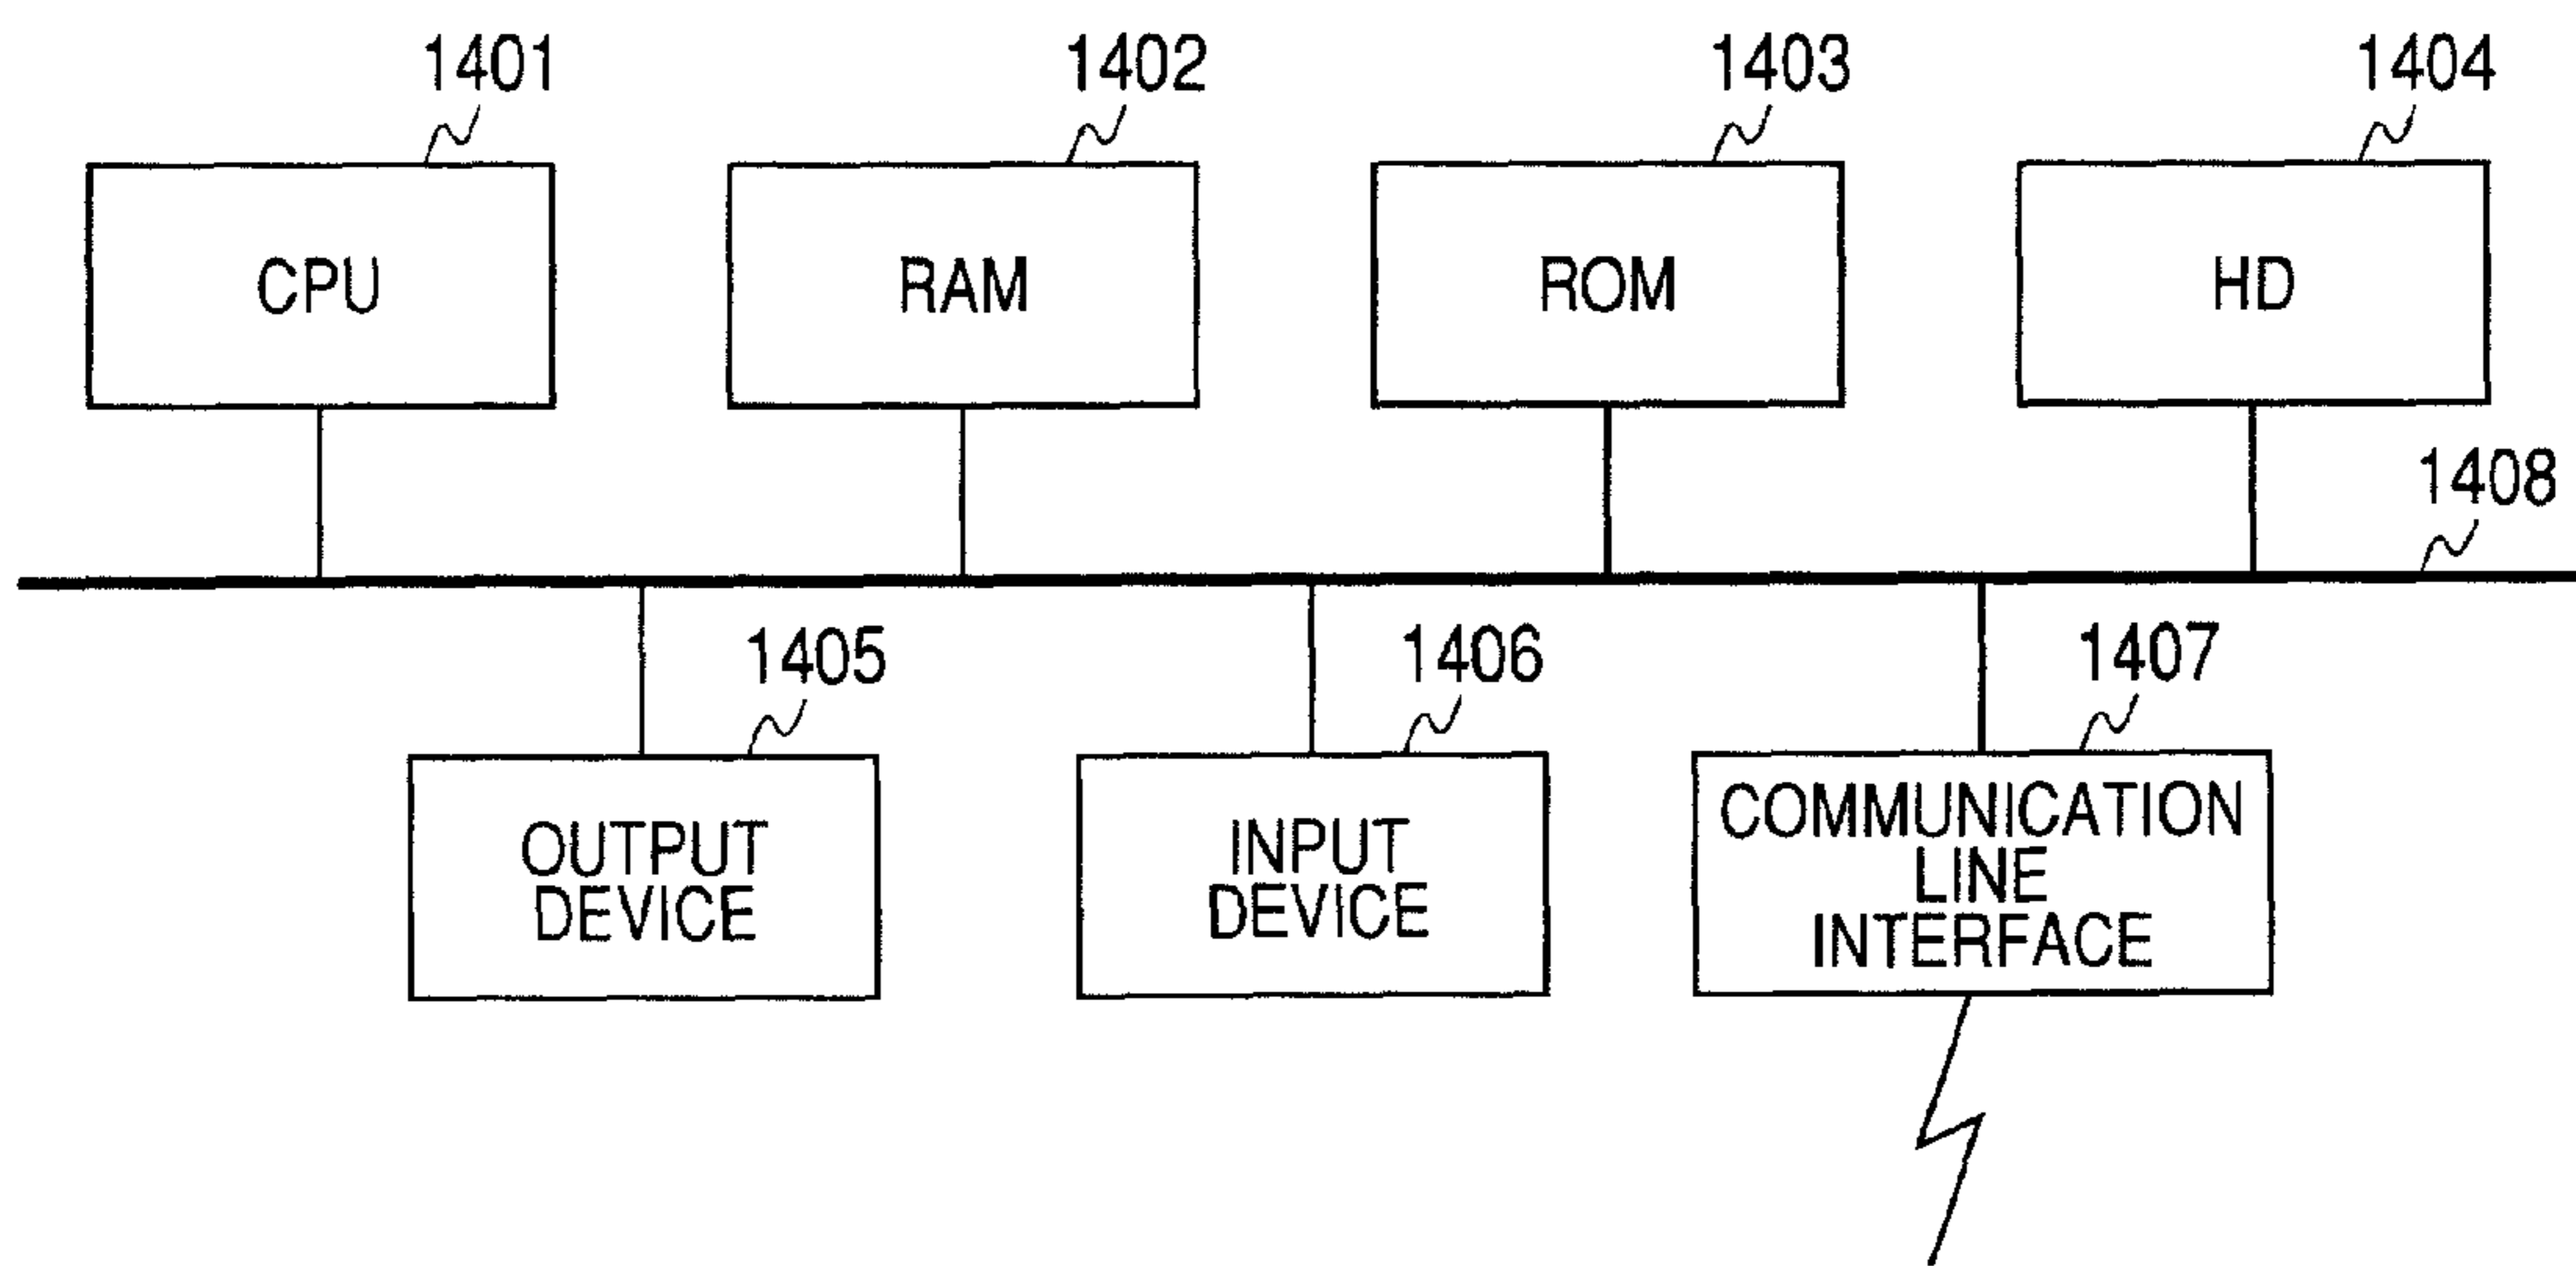 1401
1402
1403
1404
CPU
RAM
ROM
HD
1408
1405
1406
1407
OUTPUT
DEVICE
INPUT
DEVICE
COMMUNICATION
LINE
INTERFACE